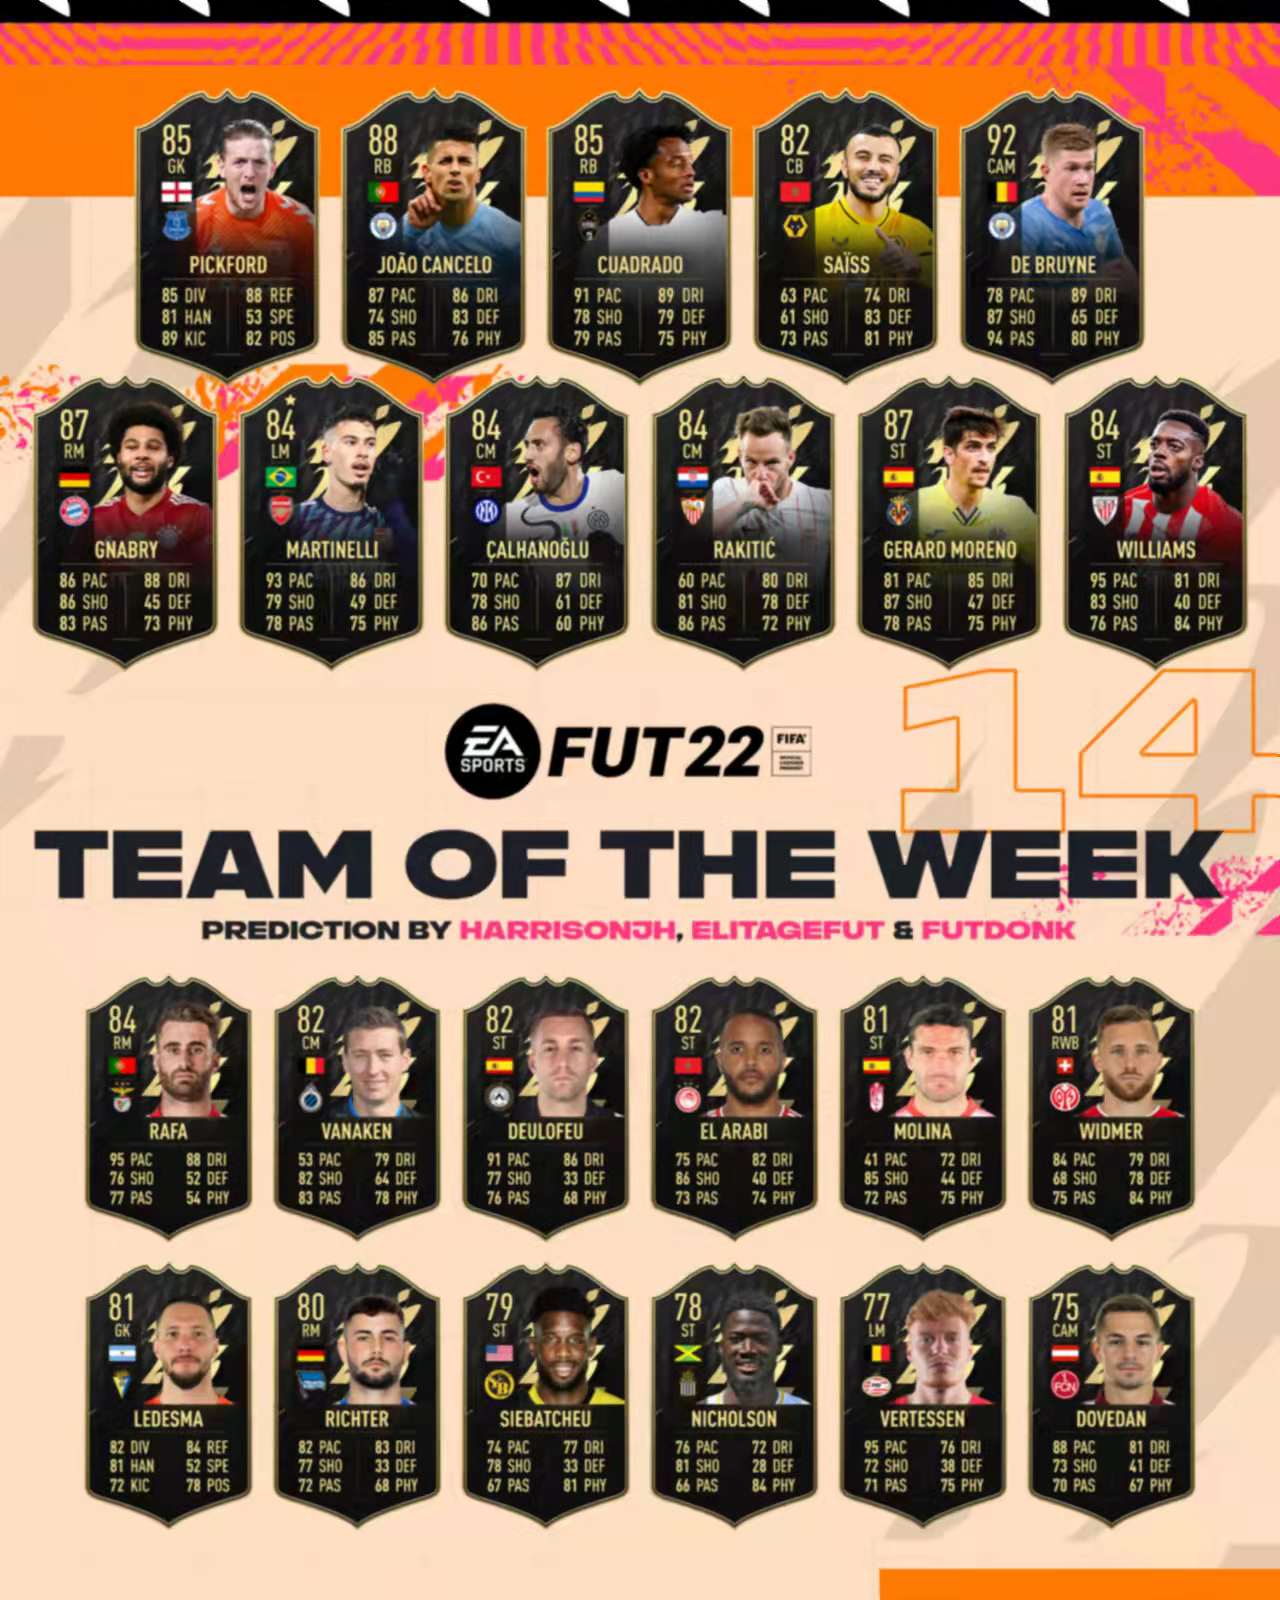 85
GK
PICKFORD
85 DIV 88 REF
81 HAN 53 SPE
89 KIC 82 POS
88
RB
JOÃO CANCELO
87 PAC 86 DRI
74 SHO 83 DEF
85 PAS 76 PHY
85
RB
CUADRADO
91 PAC 89 DRI
78 SHO 79 DEF
79 PAS 75 PHY
82
CB
SAÏSS
63 PAC 74 DRI
61 SHO 83 DEF
73 PAS 81 PHY
92
CAM
DE BRUYNE
78 PAC 89 DRI
87 SHO 65 DEF
94 PAS 80 PHY
87
RM
GNABRY
86 PAC 88 DRI
86 SHO 45 DEF
83 PAS 73 PHY
84
LM
MARTINELLI
93 PAC 86 DRI
79 SHO 49 DEF
78 PAS 75 PHY
84
CM
ÇALHANOĞLU
70 PAC 87 DRI
78 SHO 61 DEF
86 PAS 60 PHY
84
CM
RAKITIĆ
60 PAC 80 DRI
81 SHO 78 DEF
86 PAS 72 PHY
87
ST
GERARD MORENO
81 PAC 85 DRI
87 SHO 47 DEF
78 PAS 75 PHY
84
ST
WILLIAMS
95 PAC 81 DRI
83 SHO 40 DEF
76 PAS 84 PHY
EA SPORTS FUT22 FIFA
14
TEAM OF THE WEEK
PREDICTION BY HARRISONJH, ELITAGEFUT & FUTDONK
84
RM
RAFA
95 PAC 88 DRI
76 SHO 52 DEF
77 PAS 54 PHY
82
CM
VANAKEN
53 PAC 79 DRI
82 SHO 64 DEF
83 PAS 78 PHY
82
ST
DEULOFEU
91 PAC 86 DRI
77 SHO 33 DEF
76 PAS 68 PHY
82
ST
EL ARABI
75 PAC 82 DRI
86 SHO 40 DEF
73 PAS 74 PHY
81
ST
MOLINA
41 PAC 72 DRI
85 SHO 44 DEF
72 PAS 75 PHY
81
RWB
WIDMER
84 PAC 79 DRI
68 SHO 78 DEF
75 PAS 84 PHY
81
GK
LEDESMA
82 DIV 84 REF
81 HAN 52 SPE
72 KIC 78 POS
80
RM
RICHTER
82 PAC 83 DRI
77 SHO 33 DEF
72 PAS 68 PHY
79
ST
SIEBATCHEU
74 PAC 77 DRI
78 SHO 33 DEF
67 PAS 81 PHY
78
ST
NICHOLSON
76 PAC 72 DRI
81 SHO 28 DEF
66 PAS 84 PHY
77
LM
VERTESSEN
95 PAC 76 DRI
72 SHO 38 DEF
71 PAS 75 PHY
75
CAM
DOVEDAN
88 PAC 81 DRI
73 SHO 41 DEF
70 PAS 67 PHY